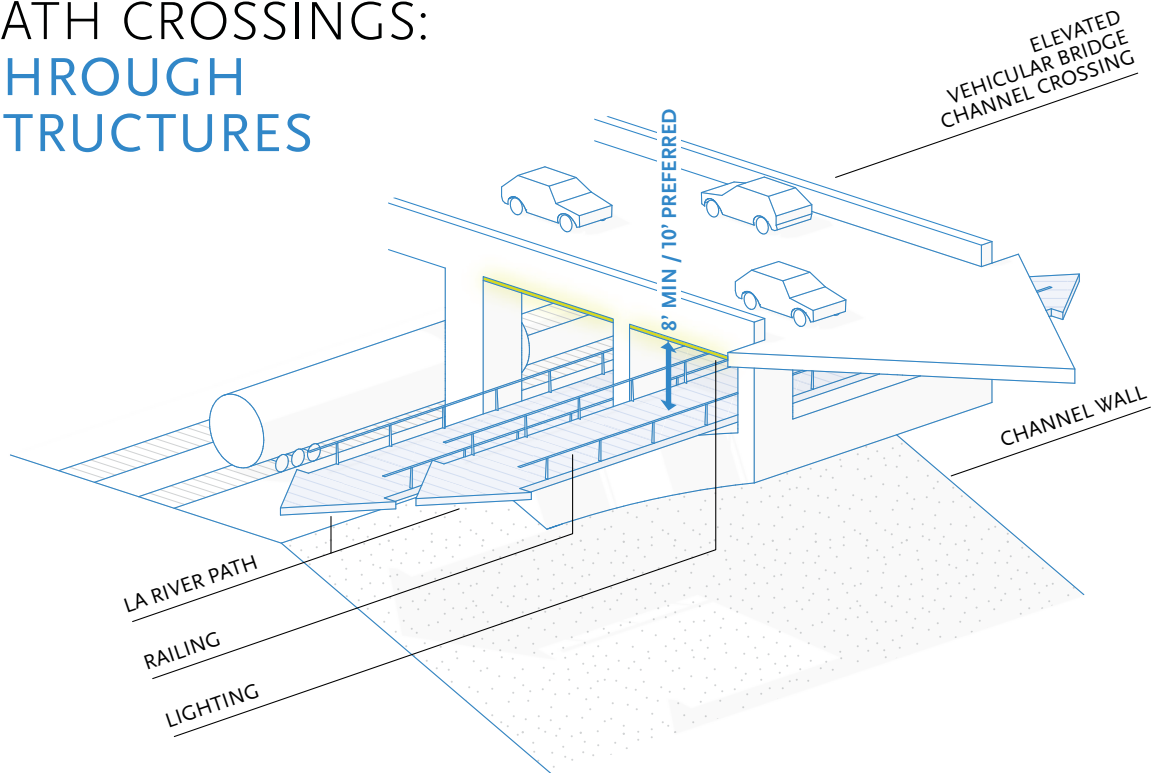 ATH CROSSINGS:
HROUGH
TRUCTURES
ELEVATED
VEHICULAR BRIDGE
CHANNEL CROSSING
8' MIN / 10' PREFERRED
CHANNEL WALL
LA RIVER PATH
RAILING
LIGHTING